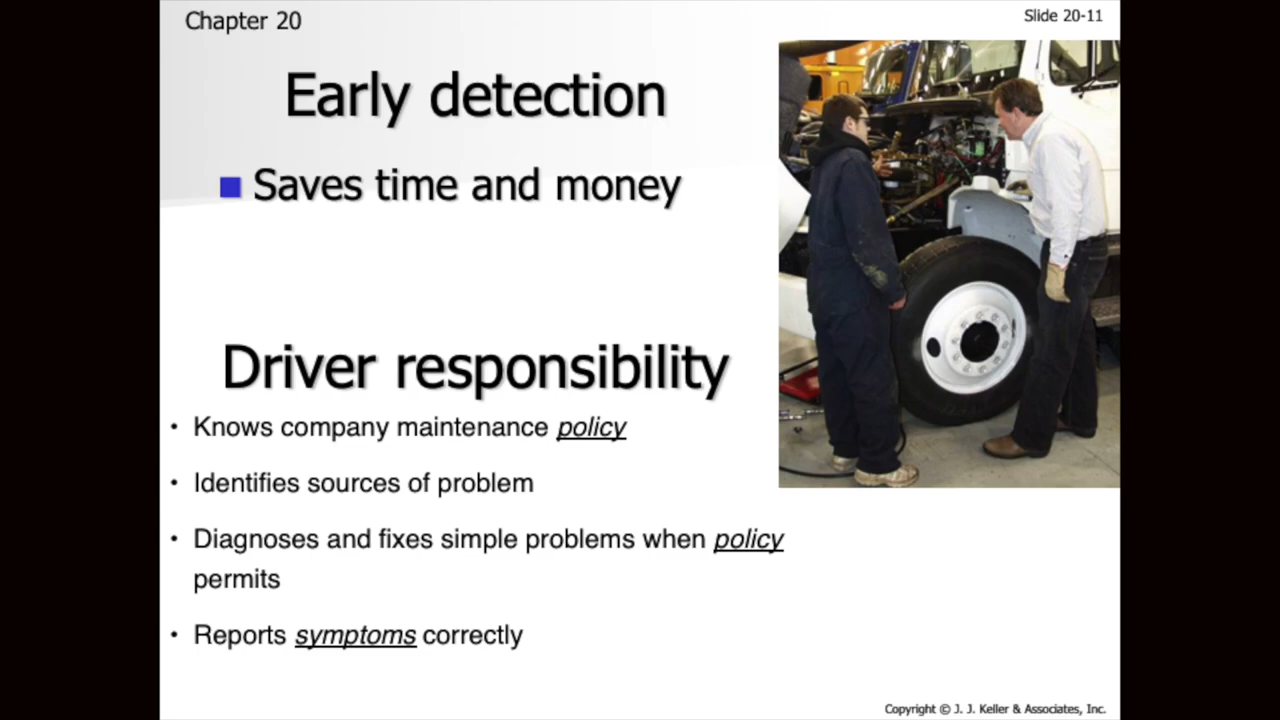 Chapter 20
Slide 20-11
Early detection
Saves time and money
Driver responsibility
• Knows company maintenance policy
• Identifies sources of problem
• Diagnoses and fixes simple problems when policy
permits
• Reports symptoms correctly
Copyright © J. J. Keller & Associates, Inc.